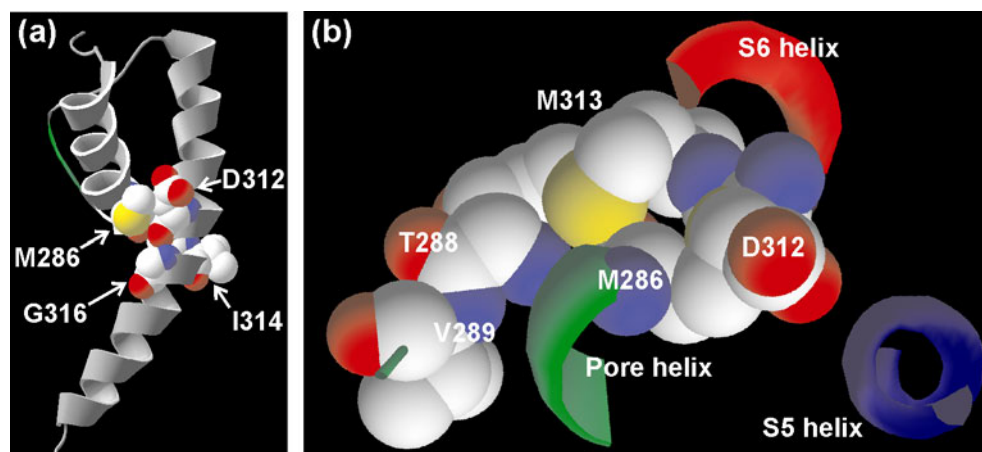 (a)
D312
M286
G316
I314
(b)
S6 helix
M313
T288
M286
D312
V289
Pore helix
S5 helix